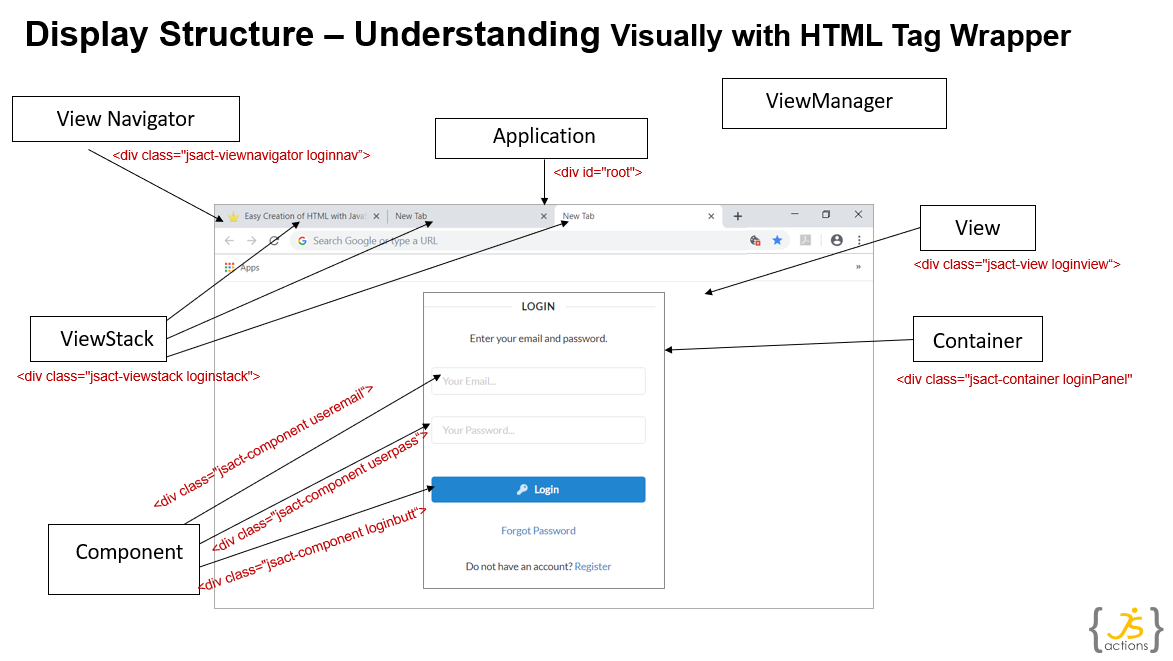 Display Structure – Understanding Visually with HTML Tag Wrapper
ViewManager
View Navigator
Application
<div class="jsact-viewnavigator loginnav”>
<div id="root">
Easy Creation of HTML with JavaS
New Tab
New Tab
Search Google or type a URL
Apps
»
View
<div class="jsact-view loginview“>
LOGIN
Enter your email and password.
ViewStack
<div class="jsact-viewstack loginstack">
Container
<div class="jsact-container loginPanel"
Your Email...
<div class="jsact-component useremail“>
Your Password...
<div class="jsact-component userpass“>
Login
<div class="jsact-component loginbutt“>
Forgot Password
Component
Do not have an account? Register
{JS}
actions